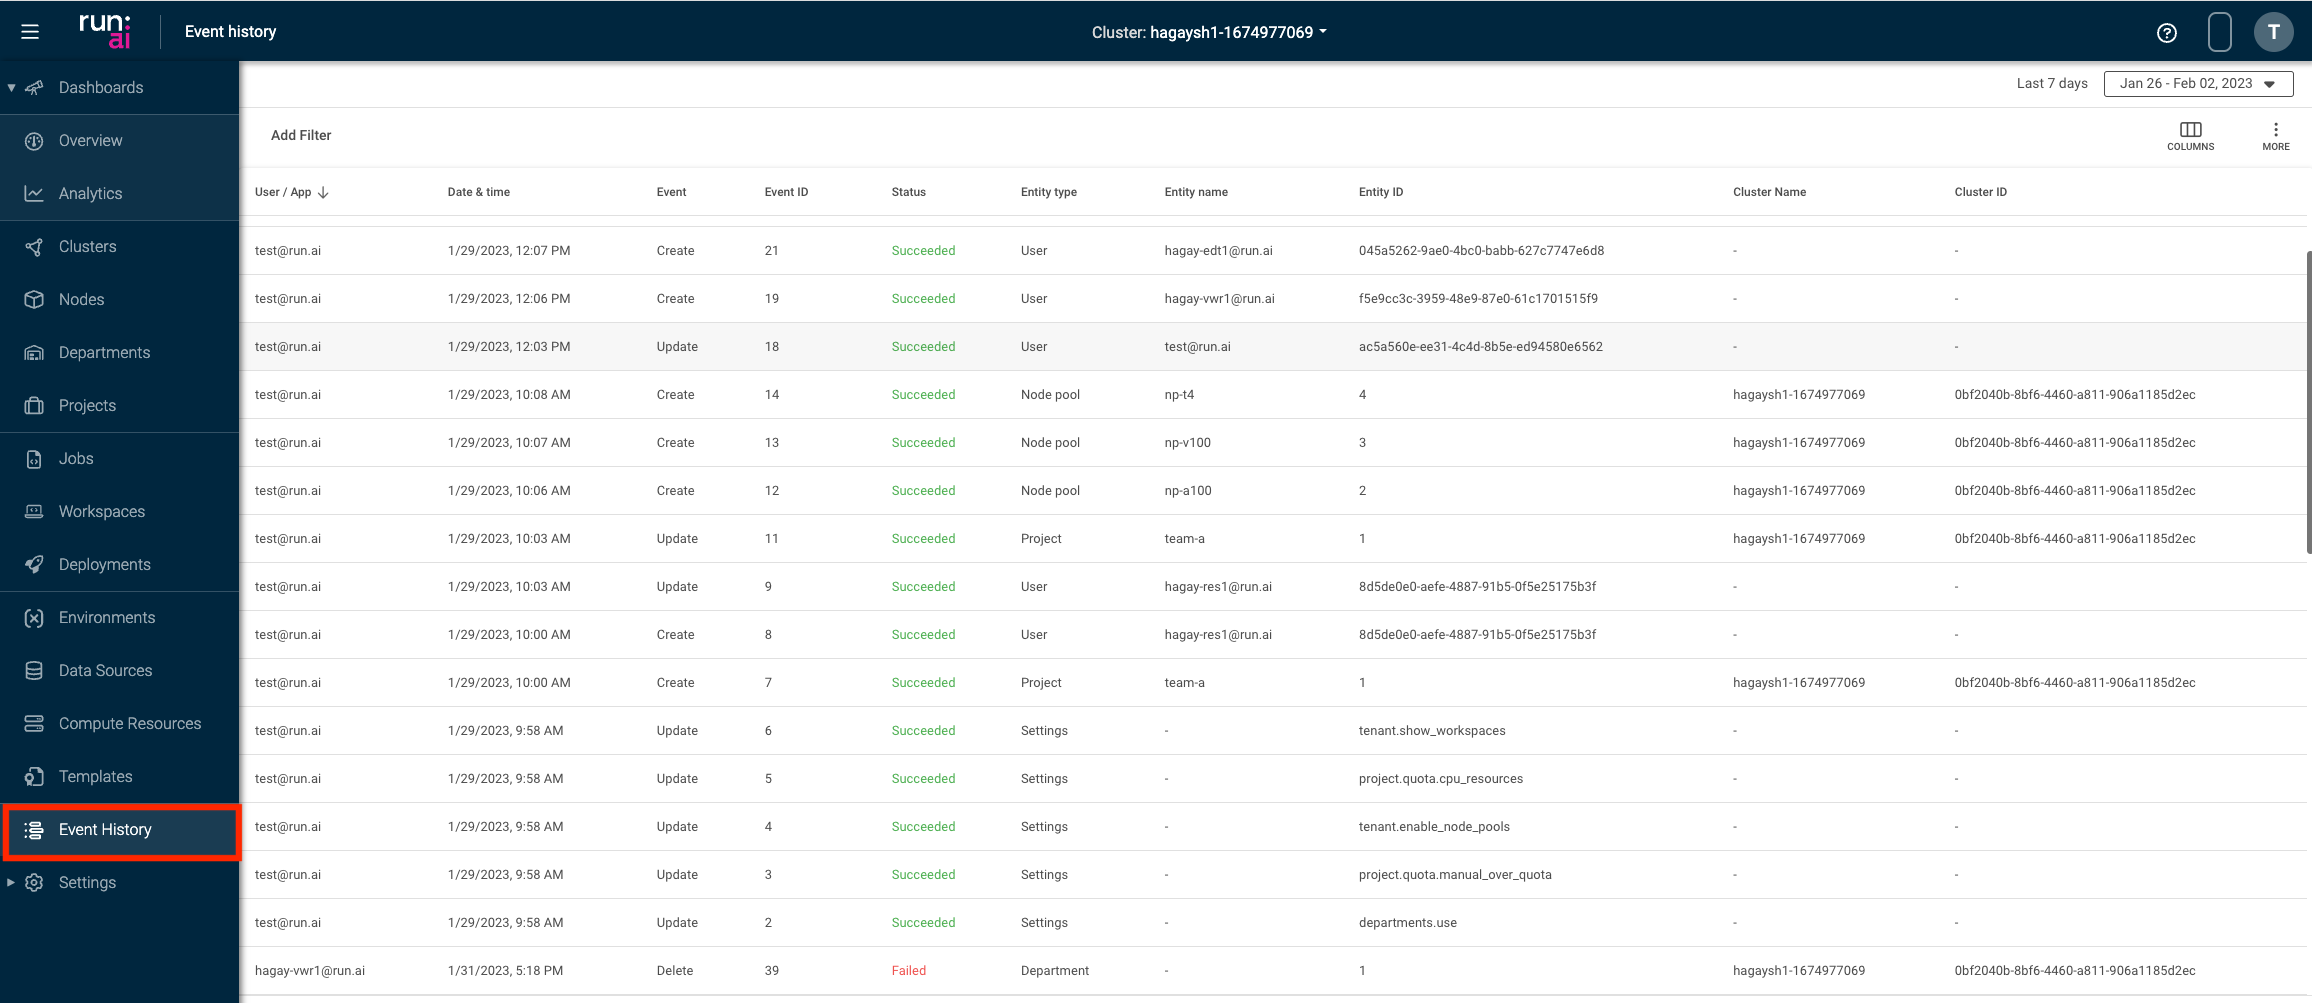 run:
ai
Event history
Cluster: hagaysh1-1674977069
T
Dashboards
Overview
Analytics
Clusters
Nodes
Departments
Projects
Jobs
Workspaces
Deployments
Environments
Data Sources
Compute Resources
Templates
Event History
Settings
Last 7 days Jan 26 - Feb 02, 2023
Add Filter
COLUMNS MORE
User / App Date & time Event Event ID Status Entity type Entity name Entity ID Cluster Name Cluster ID
test@run.ai 1/29/2023, 12:07 PM Create 21 Succeeded User hagay-edt1@run.ai 045a5262-9ae0-4bc0-babb-627c7747e6d8 - -
test@run.ai 1/29/2023, 12:06 PM Create 19 Succeeded User hagay-vwr1@run.ai f5e9cc3c-3959-48e9-87e0-61c1701515f9 - -
test@run.ai 1/29/2023, 12:03 PM Update 18 Succeeded User test@run.ai ac5a560e-ee31-4c4d-8b5e-ed94580e6562 - -
test@run.ai 1/29/2023, 10:08 AM Create 14 Succeeded Node pool np-t4 4 hagaysh1-1674977069 0bf2040b-8bf6-4460-a811-906a1185d2ec
test@run.ai 1/29/2023, 10:07 AM Create 13 Succeeded Node pool np-v100 3 hagaysh1-1674977069 0bf2040b-8bf6-4460-a811-906a1185d2ec
test@run.ai 1/29/2023, 10:06 AM Create 12 Succeeded Node pool np-a100 2 hagaysh1-1674977069 0bf2040b-8bf6-4460-a811-906a1185d2ec
test@run.ai 1/29/2023, 10:03 AM Update 11 Succeeded Project team-a 1 hagaysh1-1674977069 0bf2040b-8bf6-4460-a811-906a1185d2ec
test@run.ai 1/29/2023, 10:03 AM Update 9 Succeeded User hagay-res1@run.ai 8d5de0e0-aefe-4887-91b5-0f5e25175b3f - -
test@run.ai 1/29/2023, 10:00 AM Create 8 Succeeded User hagay-res1@run.ai 8d5de0e0-aefe-4887-91b5-0f5e25175b3f - -
test@run.ai 1/29/2023, 10:00 AM Create 7 Succeeded Project team-a 1 hagaysh1-1674977069 0bf2040b-8bf6-4460-a811-906a1185d2ec
test@run.ai 1/29/2023, 9:58 AM Update 6 Succeeded Settings - tenant.show_workspaces - -
test@run.ai 1/29/2023, 9:58 AM Update 5 Succeeded Settings - project.quota.cpu_resources - -
test@run.ai 1/29/2023, 9:58 AM Update 4 Succeeded Settings - tenant.enable_node_pools - -
test@run.ai 1/29/2023, 9:58 AM Update 3 Succeeded Settings - project.quota.manual_over_quota - -
test@run.ai 1/29/2023, 9:58 AM Update 2 Succeeded Settings - departments.use - -
hagay-vwr1@run.ai 1/31/2023, 5:18 PM Delete 39 Failed Department - 1 hagaysh1-1674977069 0bf2040b-8bf6-4460-a811-906a1185d2ec